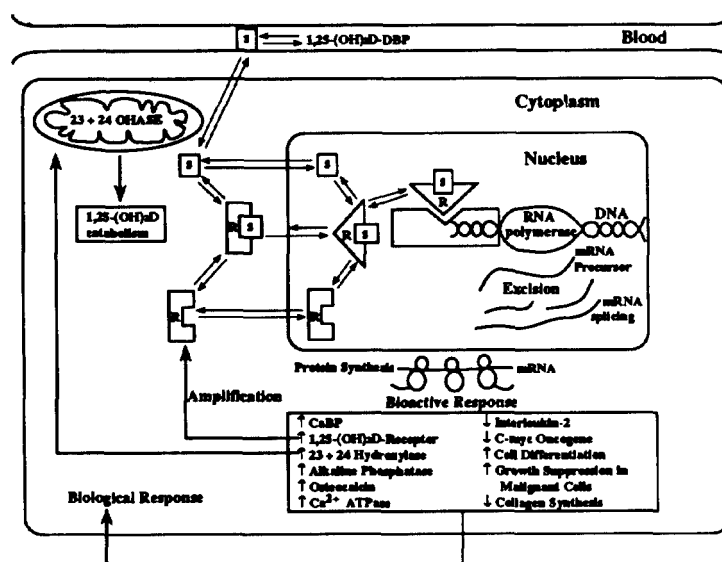 S
1,25-(OH)2D-DBP
Blood
Cytoplasm
23 + 24 OHASE
Nucleus
S
S
S
R
1,25-(OH)2D
catabolism
R S
R S
RNA
polymerase
DNA
mRNA
Precursor
Excision
mRNA
splicing
R
R
Protein Synthesis
mRNA
Amplification
Bioactive Response
↑ CaBP
↑ 1,25-(OH)2D-Receptor
↑ 23 + 24 Hydroxylase
↑ Alkaline Phosphatase
↑ Osteocalcin
↑ Ca2+ ATPase
↓ Interleukin-2
↓ C-myc Oncogene
↑ Cell Differentiation
↑ Growth Suppression in
Malignant Cells
↓ Collagen Synthesis
Biological Response